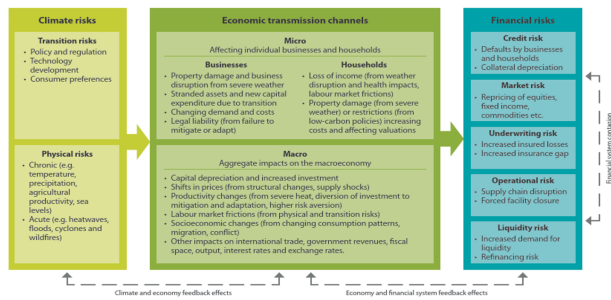 Climate risks
Transition risks
• Policy and regulation
• Technology
development
• Consumer preferences
Physical risks
• Chronic (e.g.
temperature,
precipitation,
agricultural
productivity, sea
levels)
• Acute (e.g. heatwaves,
floods, cyclones and
wildfires)
Economic transmission channels
Micro
Affecting individual businesses and households
Businesses
• Property damage and business
disruption from severe weather
• Stranded assets and new capital
expenditure due to transition
• Changing demand and costs
• Legal liability (from failure to
mitigate or adapt)
Households
• Loss of income (from weather
disruption and health impacts,
labour market frictions)
• Property damage (from severe
weather) or restrictions (from
low-carbon policies) increasing
costs and affecting valuations
Macro
Aggregate impacts on the macroeconomy
• Capital depreciation and increased investment
• Shifts in prices (from structural changes, supply shocks)
• Productivity changes (from severe heat, diversion of investment to
mitigation and adaptation, higher risk aversion)
• Labour market frictions (from physical and transition risks)
• Socioeconomic changes (from changing consumption patterns,
migration, conflict)
• Other impacts on international trade, government revenues, fiscal
space, output, interest rates and exchange rates.
Financial risks
Credit risk
• Defaults by businesses
and households
• Collateral depreciation
Market risk
• Repricing of equities,
fixed income,
commodities etc.
Underwriting risk
• Increased insured losses
• Increased insurance gap
Operational risk
• Supply chain disruption
• Forced facility closure
Liquidity risk
• Increased demand for
liquidity
• Refinancing risk
Financial system contagion
Climate and economy feedback effects
Economy and financial system feedback effects